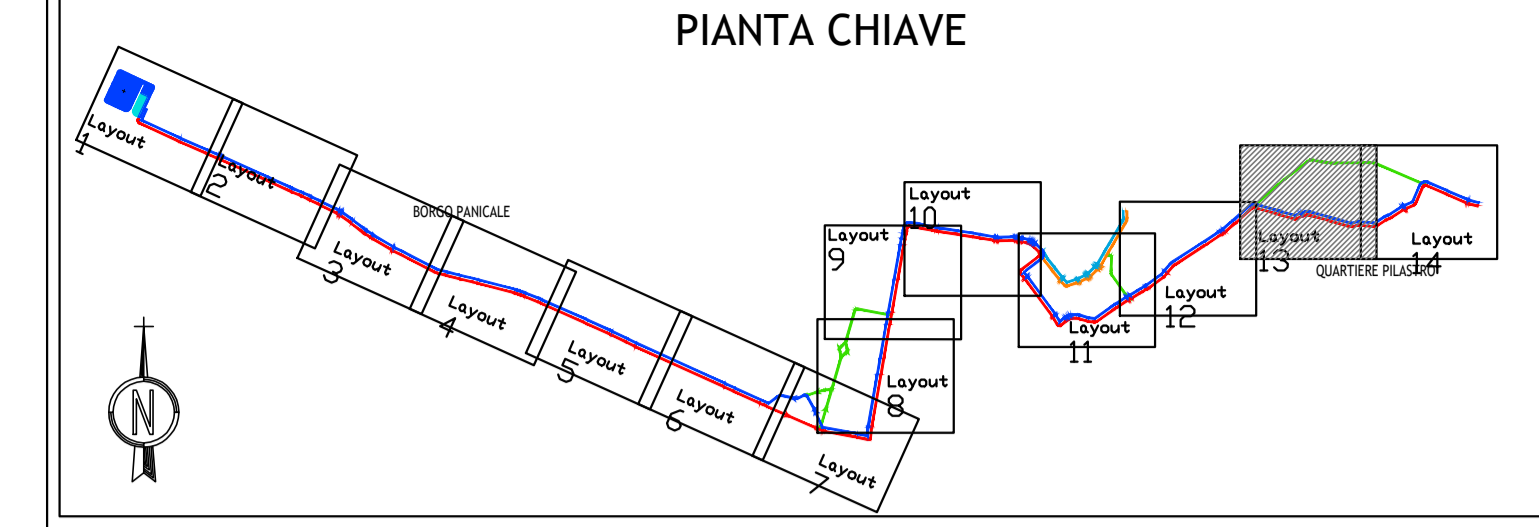 PIANTA CHIAVE
Layout
1
Layout
2
BORGO PANICALE
Layout
3
Layout
4
Layout
5
Layout
6
Layout
7
Layout
8
Layout
9
Layout
10
Layout
11
Layout
12
Layout
13
Layout
14
QUARTIERE PILASTRO
N